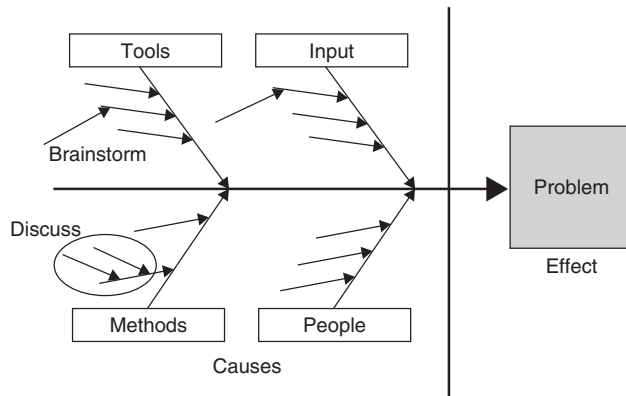 Tools
Input
Brainstorm
Problem
Discuss
Effect
Methods
People
Causes